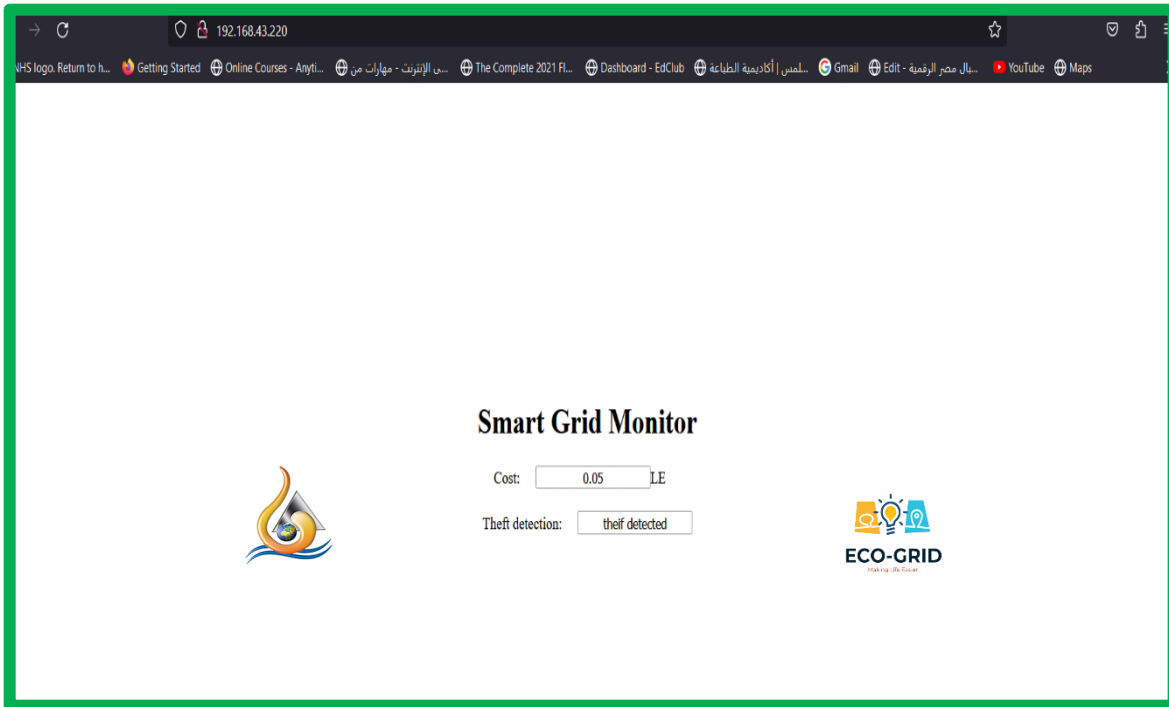 192.168.43.220
NHS logo. Return to h... Getting Started Online Courses - Anyti... ...ى الإنترنت - مهارات من The Complete 2021 Fl... Dashboard - EdClub ...لمس | أكاديمية الطباعة Gmail Edit - ...بال مصر الرقمية YouTube Maps
Smart Grid Monitor
Cost: 0.05 LE
Theft detection: theif detected
ECO-GRID
Making Life Easier